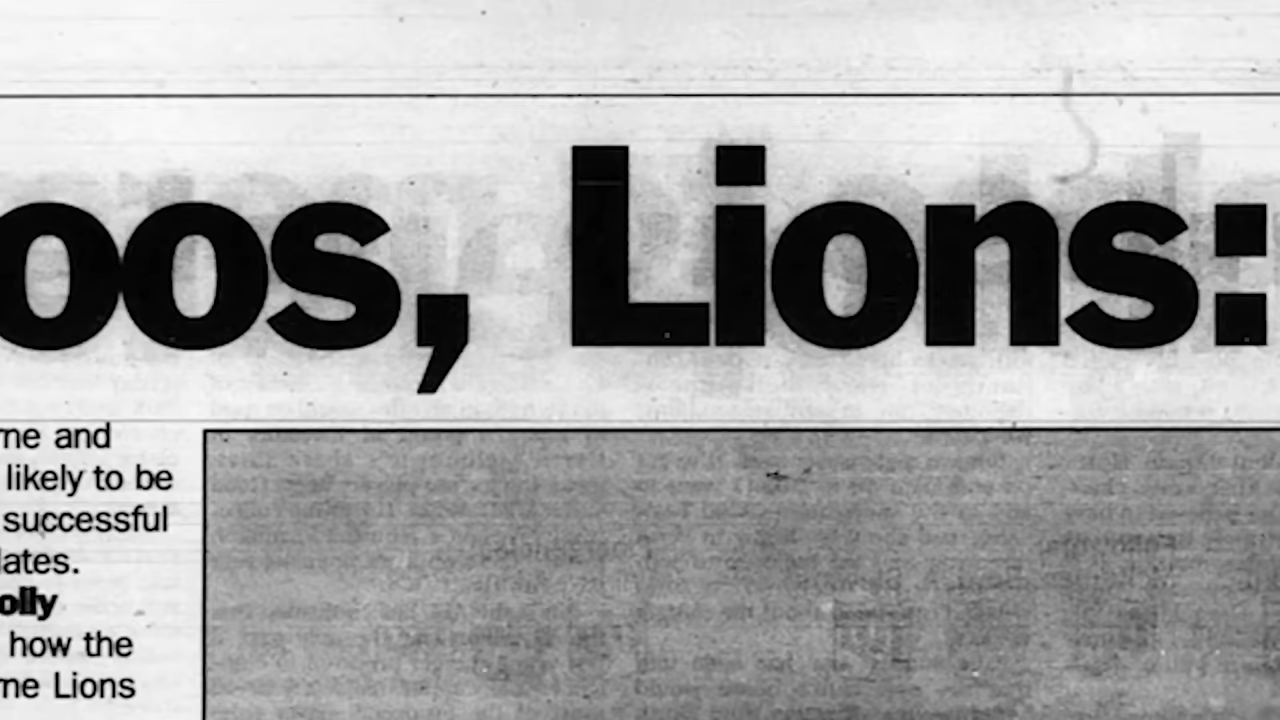 oos, Lions:
me and
likely to be
successful
lates.
olly
how the
me Lions